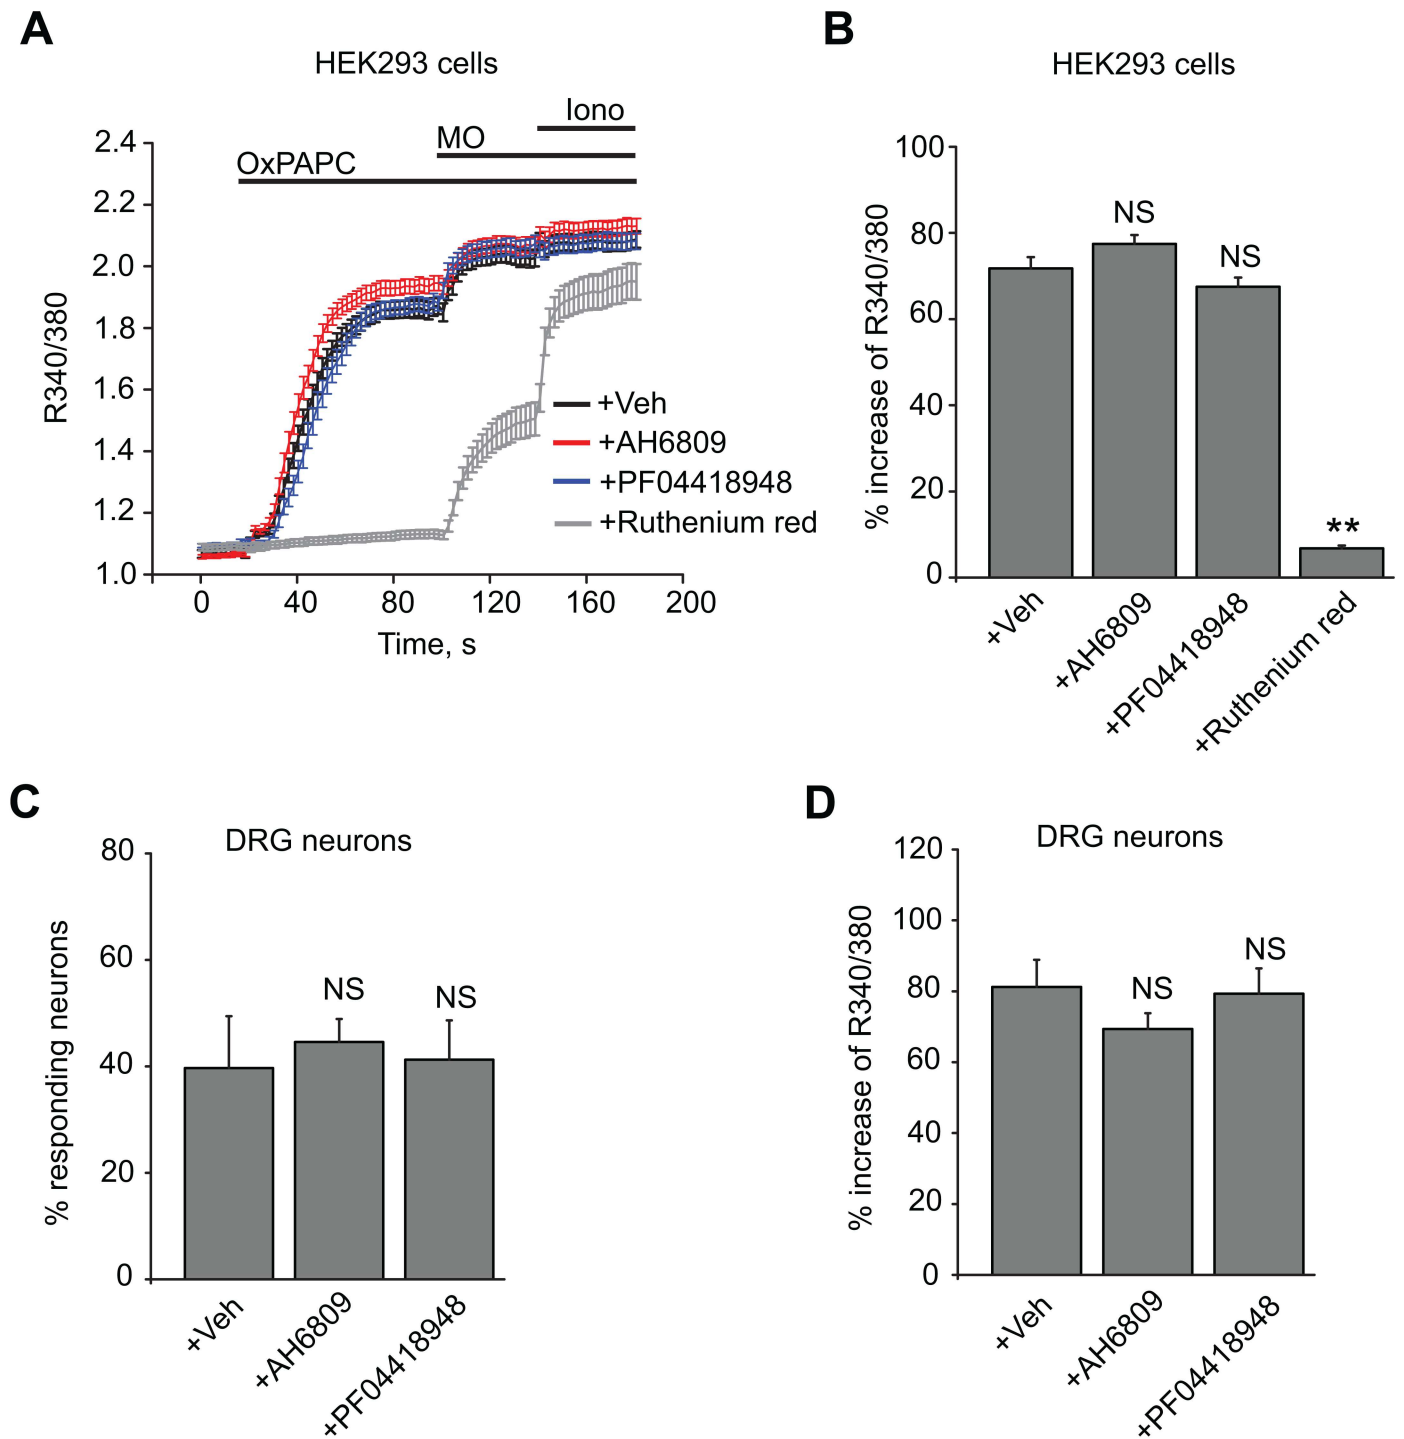 A
HEK293 cells
Iono
MO
OxPAPC
2.4
2.2
2.0
1.8
1.6
1.4
1.2
1.0
R340/380
+Veh
+AH6809
+PF04418948
+Ruthenium red
0 40 80 120 160 200
Time, s
B
HEK293 cells
100
80
60
40
20
0
% increase of R340/380
NS
NS
**
+Veh
+AH6809
+PF04418948
+Ruthenium red
C
DRG neurons
80
60
40
20
0
% responding neurons
NS
NS
+Veh
+AH6809
+PF04418948
D
DRG neurons
120
100
80
60
40
20
0
% increase of R340/380
NS
NS
+Veh
+AH6809
+PF04418948